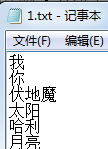 1.txt - 记事本
文件(F) 编辑(E)
我
你
伏地魔
太阳
哈利
月亮